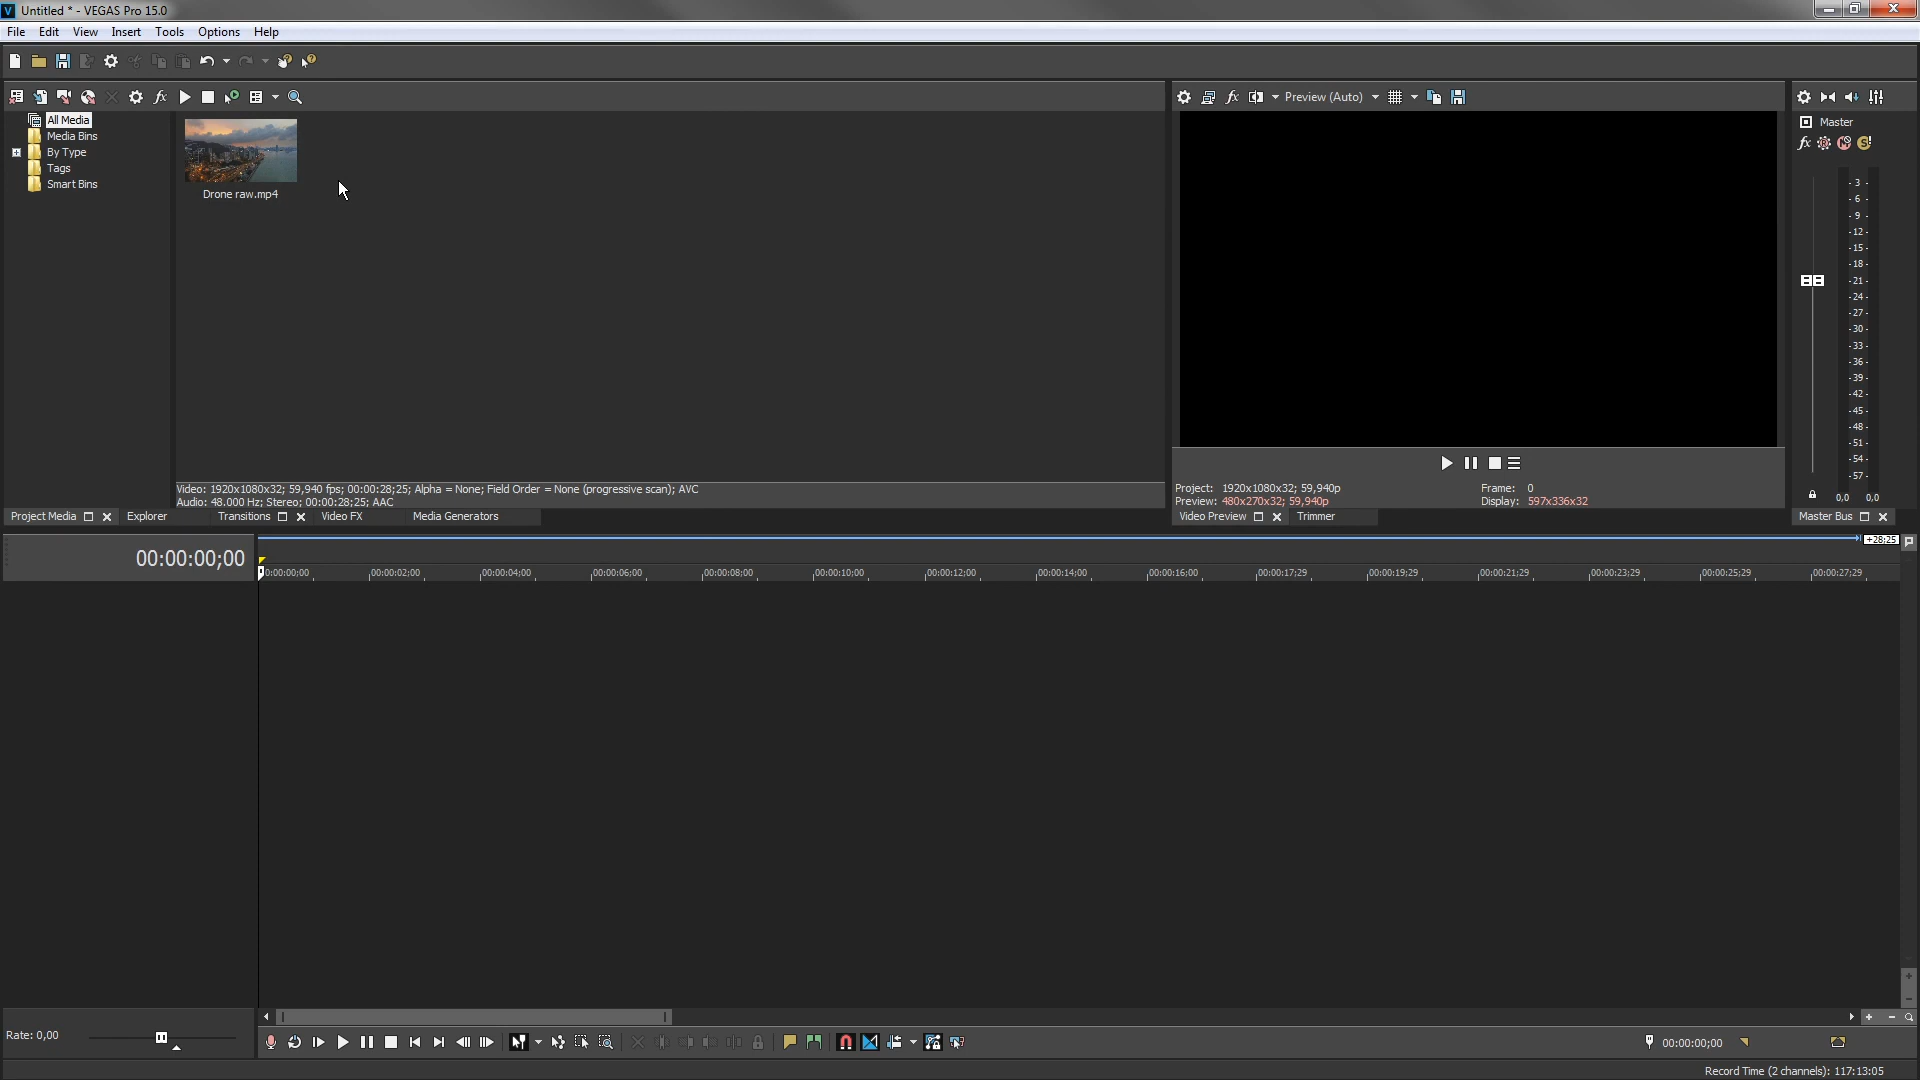 Untitled * - VEGAS Pro 15.0
File Edit View Insert Tools Options Help
Preview (Auto)
All Media
Media Bins
By Type
Tags
Smart Bins
Drone raw.mp4
Master
-3-
-6-
-9-
-12-
-15-
-18-
-21-
-24-
-27-
-30-
-33-
-36-
-39-
-42-
-45-
-48-
-51-
-54-
-57-
0,0 0,0
Video: 1920x1080x32; 59,940 fps; 00:00:28;25; Alpha = None; Field Order = None (progressive scan); AVC
Audio: 48.000 Hz; Stereo; 00:00:28;25; AAC
Project: 1920x1080x32; 59,940p
Preview: 480x270x32; 59,940p
Frame: 0
Display: 597x336x32
Project Media Explorer Transitions Video FX Media Generators
Video Preview Trimmer
Master Bus
+28;25
00:00:00;00
0:00:00;00 00:00:02;00 00:00:04;00 00:00:06;00 00:00:08;00 00:00:10;00 00:00:12;00 00:00:14;00 00:00:16;00 00:00:17;29 00:00:19;29 00:00:21;29 00:00:23;29 00:00:25;29 00:00:27;29
Rate: 0,00
00:00:00;00
Record Time (2 channels): 117:13:05